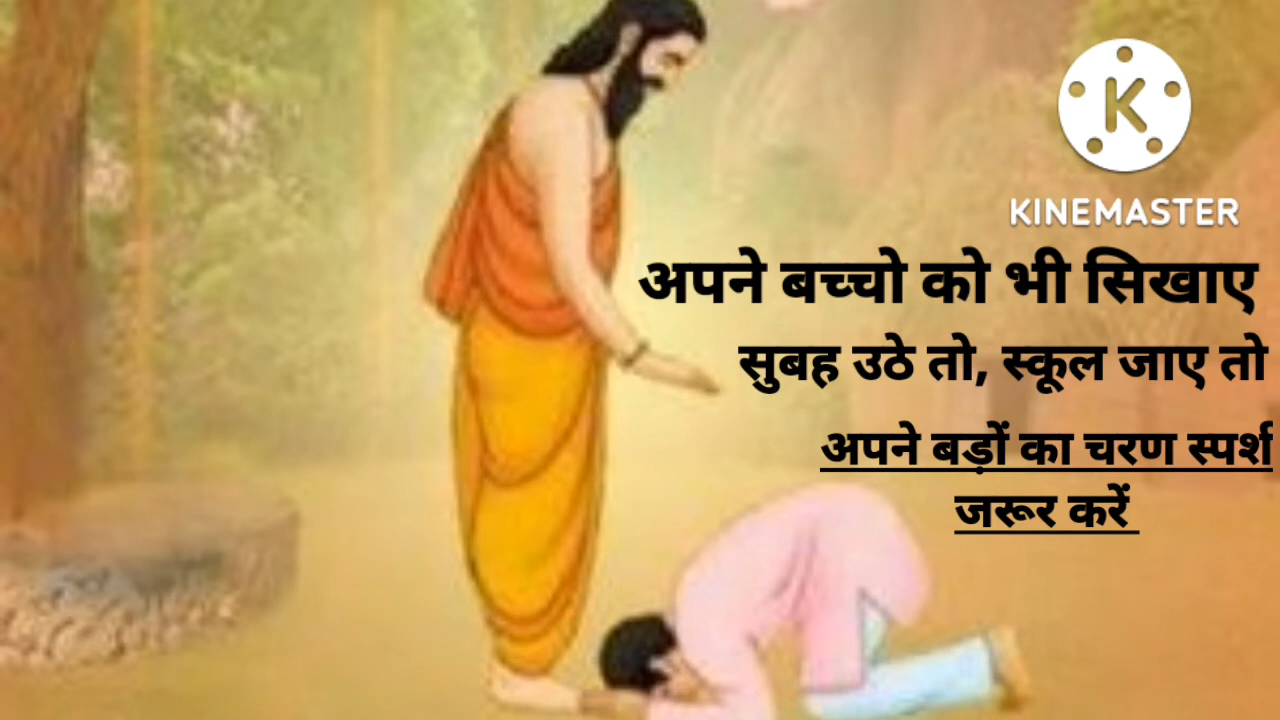 K
KINEMASTER
अपने बच्चो को भी सिखाए
सुबह उठे तो, स्कूल जाए तो
अपने बड़ों का चरण स्पर्श
जरूर करें